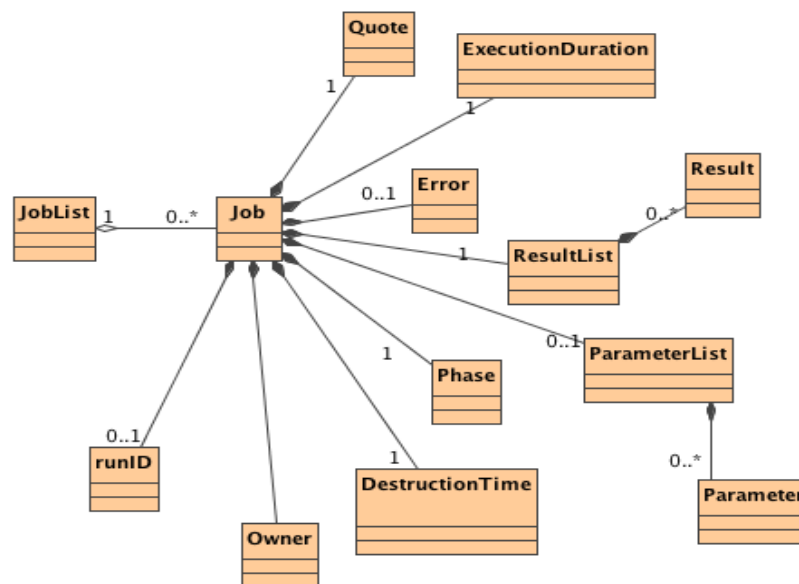 Quote
ExecutionDuration
1
1
Error
Result
0..1
JobList
1
0..*
Job
0..*
1
ResultList
0..1
ParameterList
1
Phase
0..1
runID
1
DestructionTime
0..*
Parameter
Owner